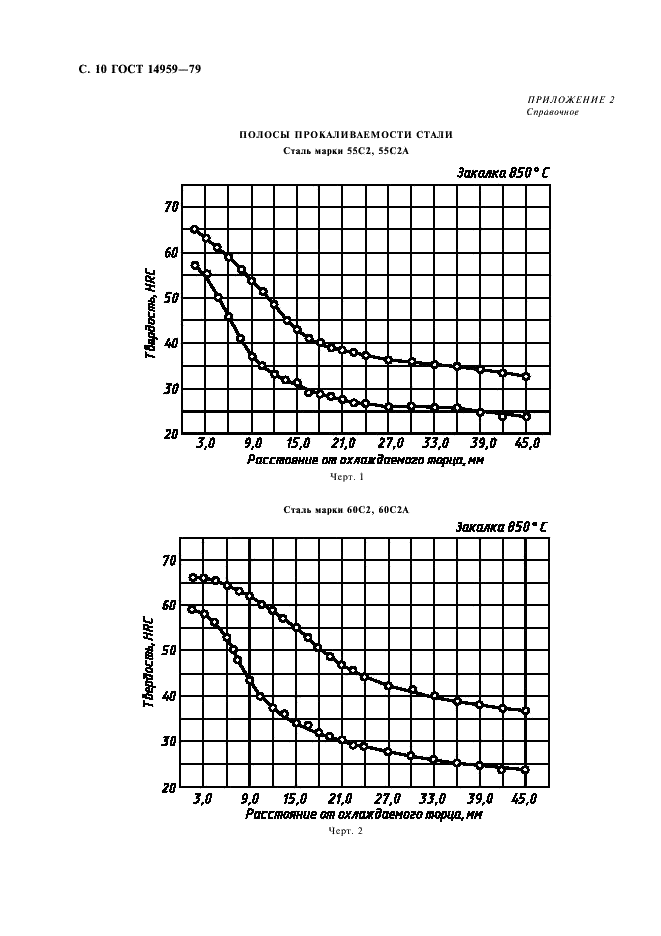 С. 10 ГОСТ 14959—79
ПРИЛОЖЕНИЕ 2
Справочное
ПОЛОСЫ ПРОКАЛИВАЕМОСТИ СТАЛИ
Сталь марки 55С2, 55С2А
Закалка 850°С
70
60
50
40
30
20
Твердость, HRC
3,0 9,0 15,0 21,0 27,0 33,0 39,0 45,0
Расстояние от охлаждаемого торца, мм
Черт. 1
Сталь марки 60С2, 60С2А
Закалка 850°С
70
60
50
40
30
20
Твердость, HRC
3,0 9,0 15,0 21,0 27,0 33,0 39,0 45,0
Расстояние от охлаждаемого торца, мм
Черт. 2